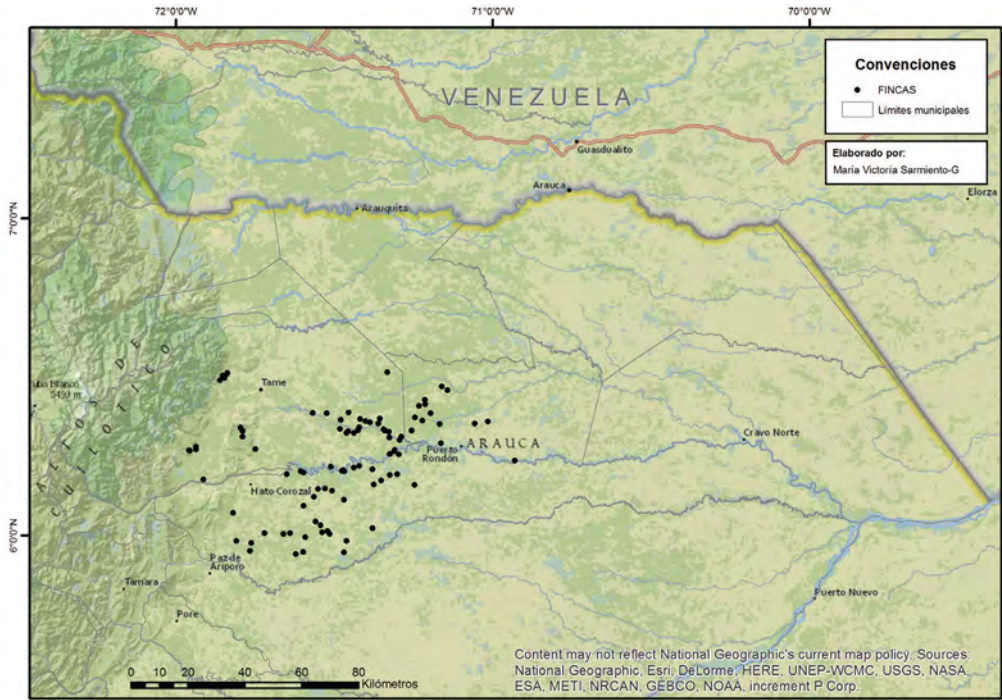 72°0'0"W
71°0'0"W
70°0'0"W
Convenciones
FINCAS
Límites municipales
Elaborado por:
Maria Victoria Sarmiento-G
VENEZUELA
Guasdualito
Arauca
Elorza
Arauquita
7°0'0"N
ALTOS DE
CULOTICO
5490 m
Tame
ARAUCA
Puerto
Rondón
Cravo Norte
Hato Corozal
6°0'0"N
Paz de
Ariporo
Támara
Pore
Puerto Nuevo
0 10 20 40 60 80
Kilómetros
Content may not reflect National Geographic's current map policy. Sources:
National Geographic, Esri, DeLorme, HERE, UNEP-WCMC, USGS, NASA,
ESA, METI, NRCAN, GEBCO, NOAA, increment P Corp.